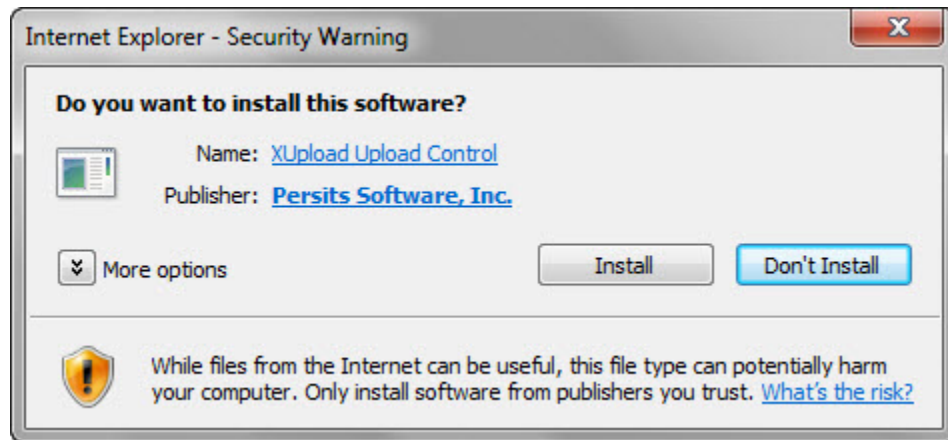 Internet Explorer - Security Warning
Do you want to install this software?
Name: XUpload Upload Control
Publisher: Persits Software, Inc.
More options
Install
Don't Install
While files from the Internet can be useful, this file type can potentially harm
your computer. Only install software from publishers you trust. What's the risk?